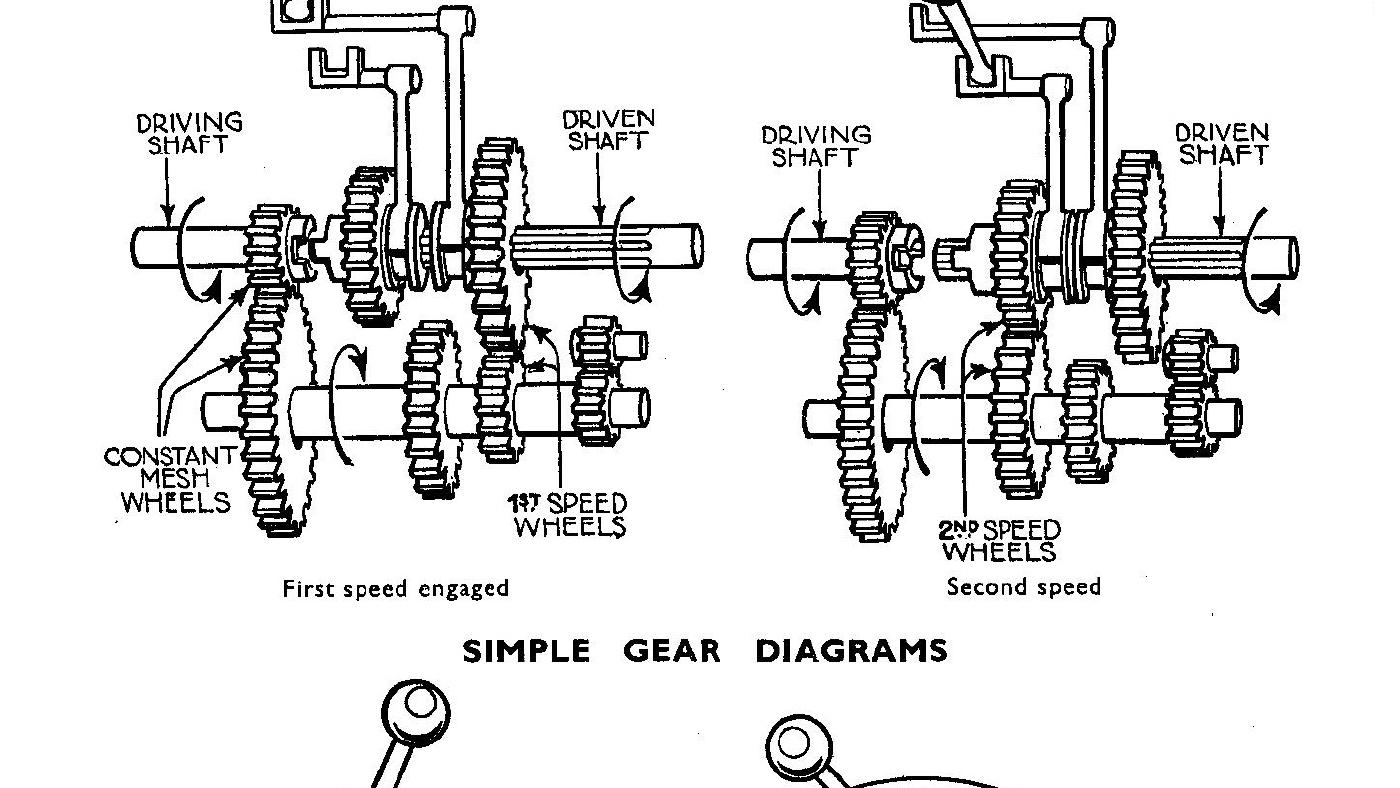 DRIVING
SHAFT
DRIVEN
SHAFT
CONSTANT
MESH
WHEELS
1ST SPEED
WHEELS
First speed engaged
DRIVING
SHAFT
DRIVEN
SHAFT
2ND SPEED
WHEELS
Second speed
SIMPLE GEAR DIAGRAMS